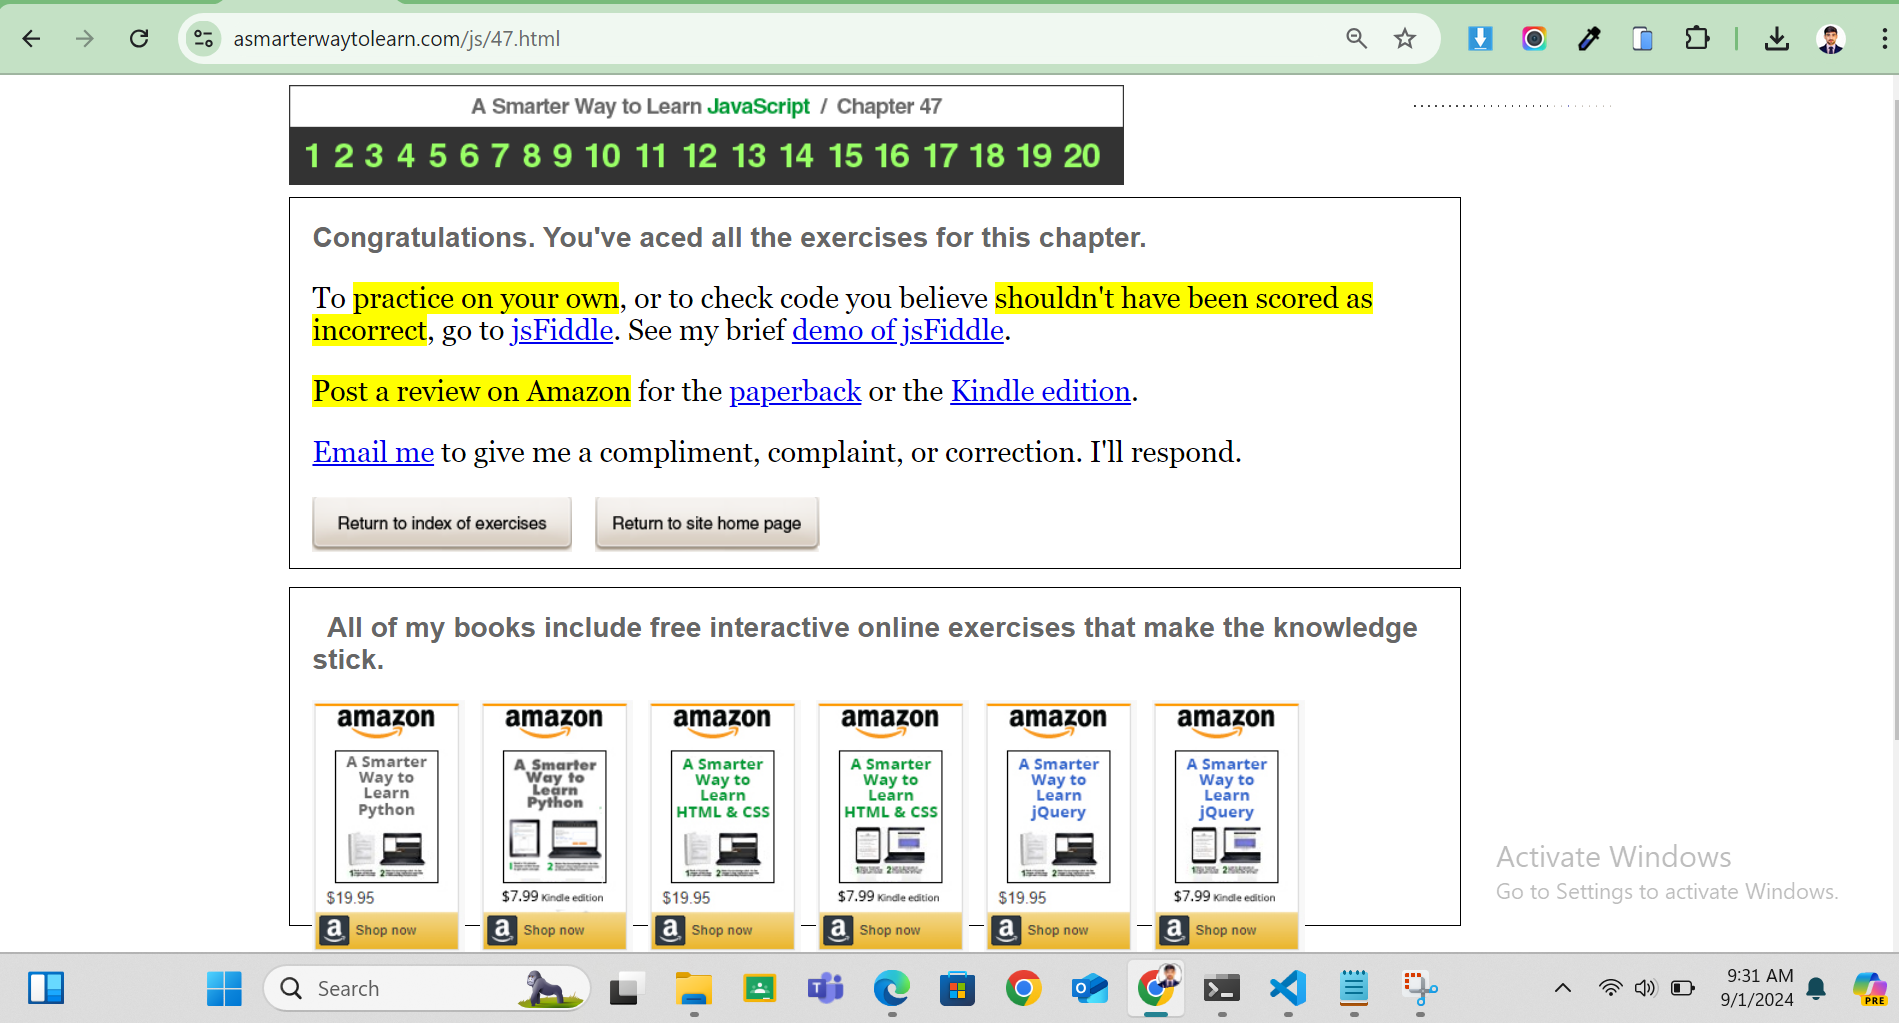 asmarterwaytolearn.com/js/47.html
A Smarter Way to Learn JavaScript / Chapter 47
1 2 3 4 5 6 7 8 9 10 11 12 13 14 15 16 17 18 19 20
Congratulations. You've aced all the exercises for this chapter.
To practice on your own, or to check code you believe shouldn't have been scored as
incorrect, go to jsFiddle. See my brief demo of jsFiddle.
Post a review on Amazon for the paperback or the Kindle edition.
Email me to give me a compliment, complaint, or correction. I'll respond.
Return to index of exercises Return to site home page
All of my books include free interactive online exercises that make the knowledge
stick.
amazon
A Smarter
Way to
Learn
Python
$19.95
a Shop now
amazon
A Smarter
Way to
Learn
Python
$7.99 Kindle edition
a Shop now
amazon
A Smarter
Way to
Learn
HTML & CSS
$19.95
a Shop now
amazon
A Smarter
Way to
Learn
HTML & CSS
$7.99 Kindle edition
a Shop now
amazon
A Smarter
Way to
Learn
jQuery
$19.95
a Shop now
amazon
A Smarter
Way to
Learn
jQuery
$7.99 Kindle edition
a Shop now
Activate Windows
Go to Settings to activate Windows.
Search
9:31 AM
9/1/2024
PRE